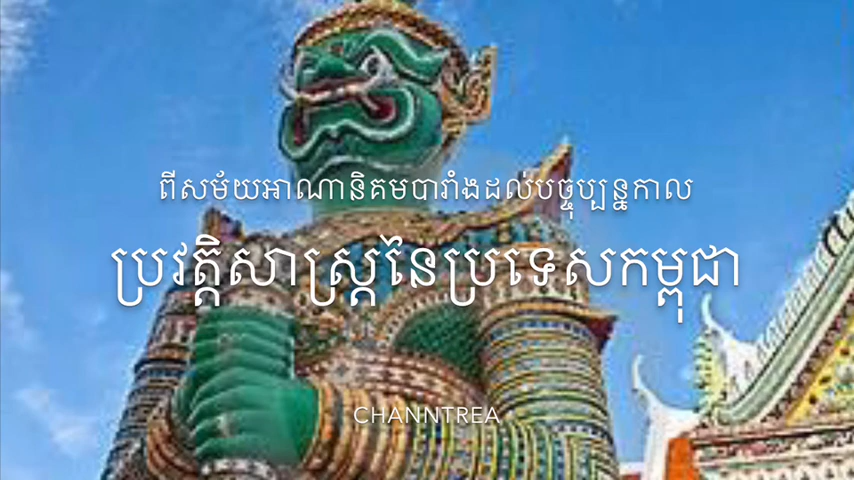 ពីសម័យអាណានិគមបារាំងដល់បច្ចុប្បន្នកាល
ប្រវត្តិសាស្ត្រនៃប្រទេសកម្ពុជា
CHANNTREA